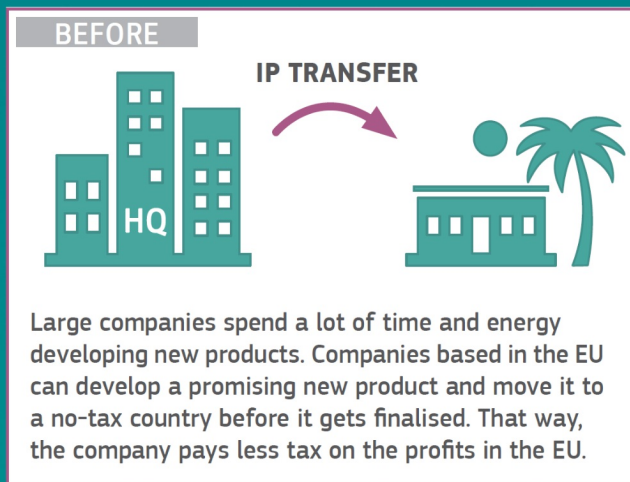 BEFORE
IP TRANSFER
HQ
Large companies spend a lot of time and energy
developing new products. Companies based in the EU
can develop a promising new product and move it to
a no-tax country before it gets finalised. That way,
the company pays less tax on the profits in the EU.